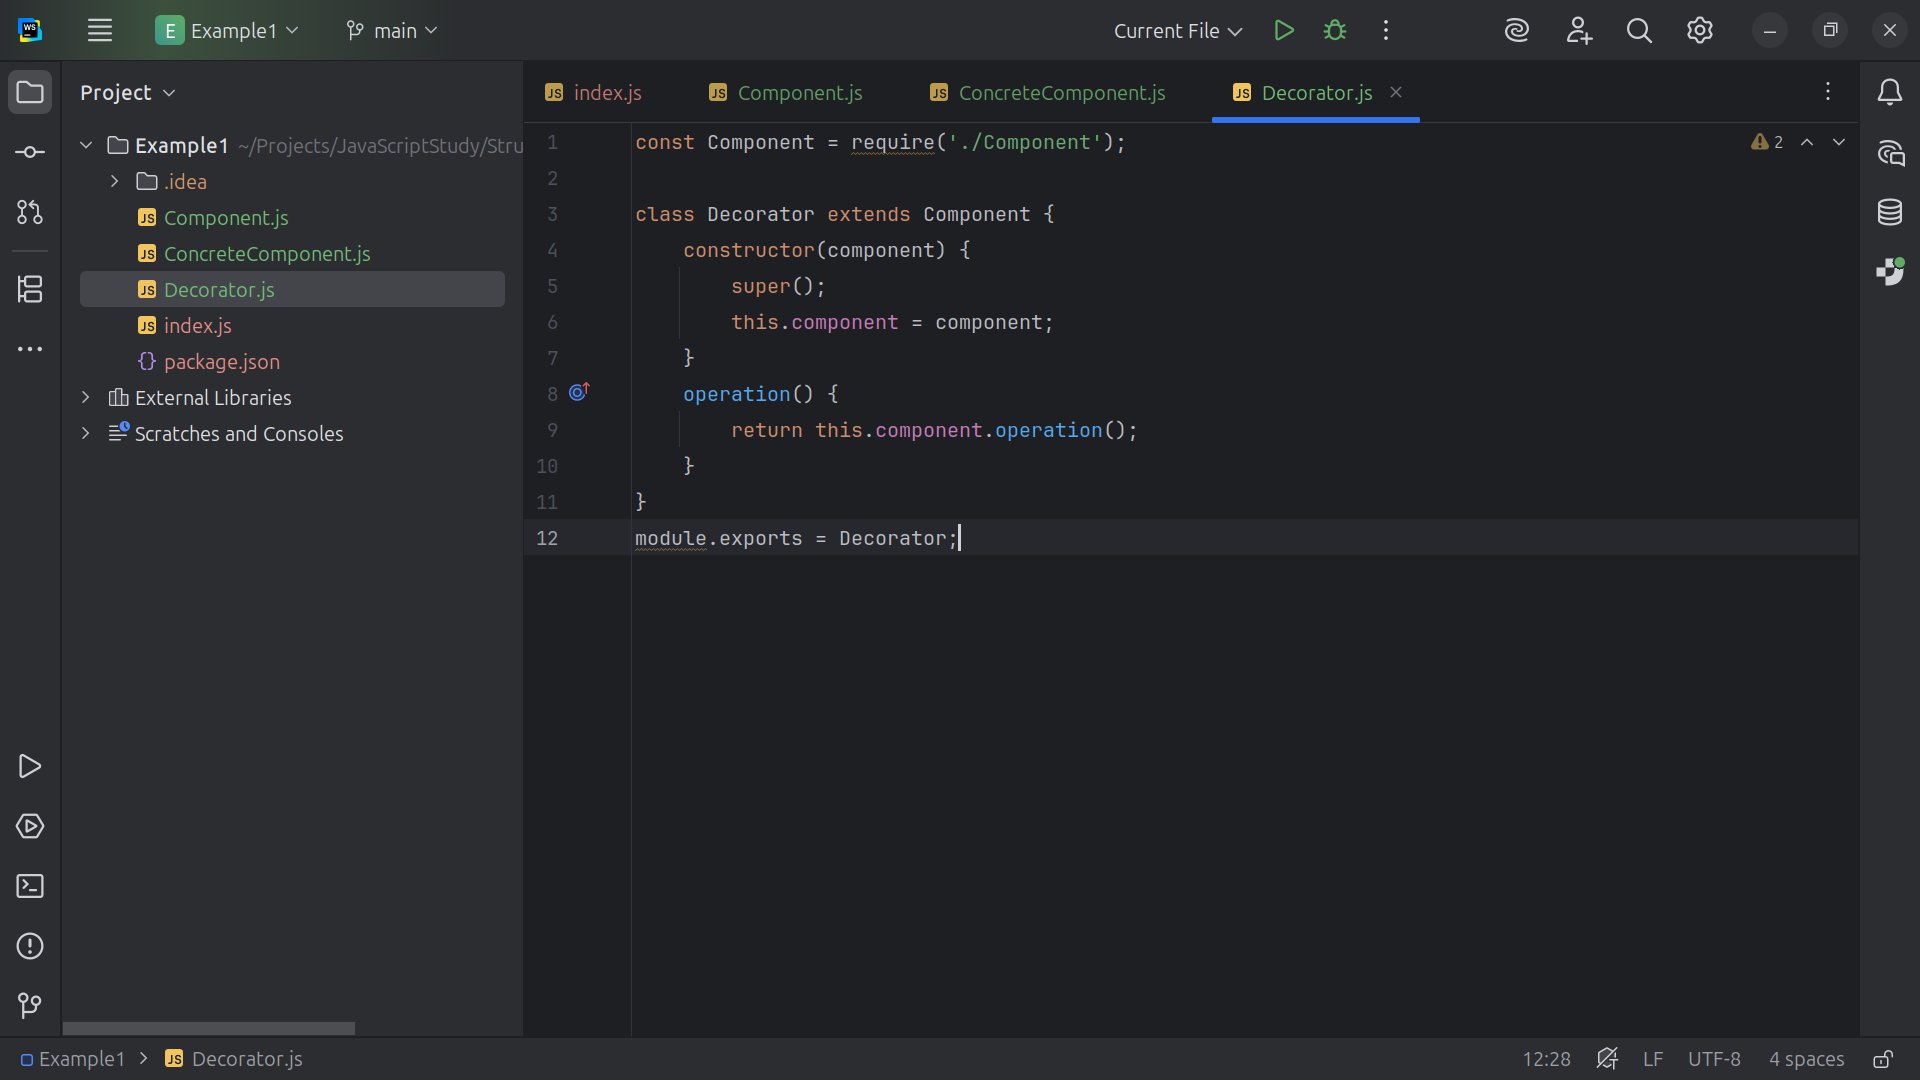 WS
E Example1
main
Current File
Project
Example1 ~/Projects/JavaScriptStudy/Stru
.idea
JS Component.js
JS ConcreteComponent.js
JS Decorator.js
JS index.js
{} package.json
External Libraries
Scratches and Consoles
JS index.js
JS Component.js
JS ConcreteComponent.js
JS Decorator.js
2
1 const Component = require('./Component');
2
3 class Decorator extends Component {
4 constructor(component) {
5 super();
6 this.component = component;
7 }
8 operation() {
9 return this.component.operation();
10 }
11 }
12 module.exports = Decorator;
Example1 > JS Decorator.js
12:28
LF
UTF-8
4 spaces